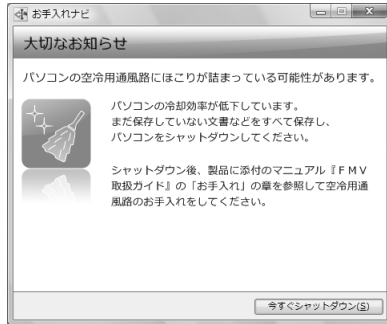 お手入れナビ
大切なお知らせ
パソコンの空冷用通風路にほこりが詰まっている可能性があります。
パソコンの冷却効率が低下しています。
まだ保存していない文書などをすべて保存し、
パソコンをシャットダウンしてください。
シャットダウン後、製品に添付のマニュアル『ＦＭＶ
取扱ガイド』の「お手入れ」の章を参照して空冷用通
風路のお手入れをしてください。
今すぐシャットダウン(S)